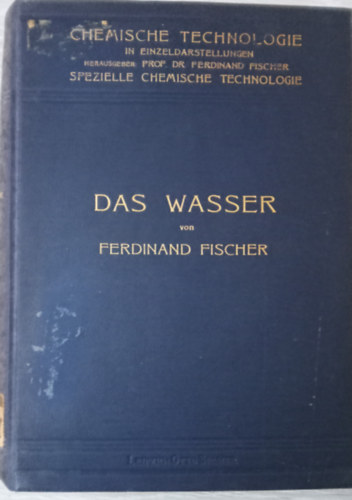 CHEMISCHE TECHNOLOGIE
IN EINZELDARSTELLUNGEN
HERAUSGEBER: PROF. DR. FERDINAND FISCHER
SPEZIELLE CHEMISCHE TECHNOLOGIE
DAS WASSER
von
FERDINAND FISCHER